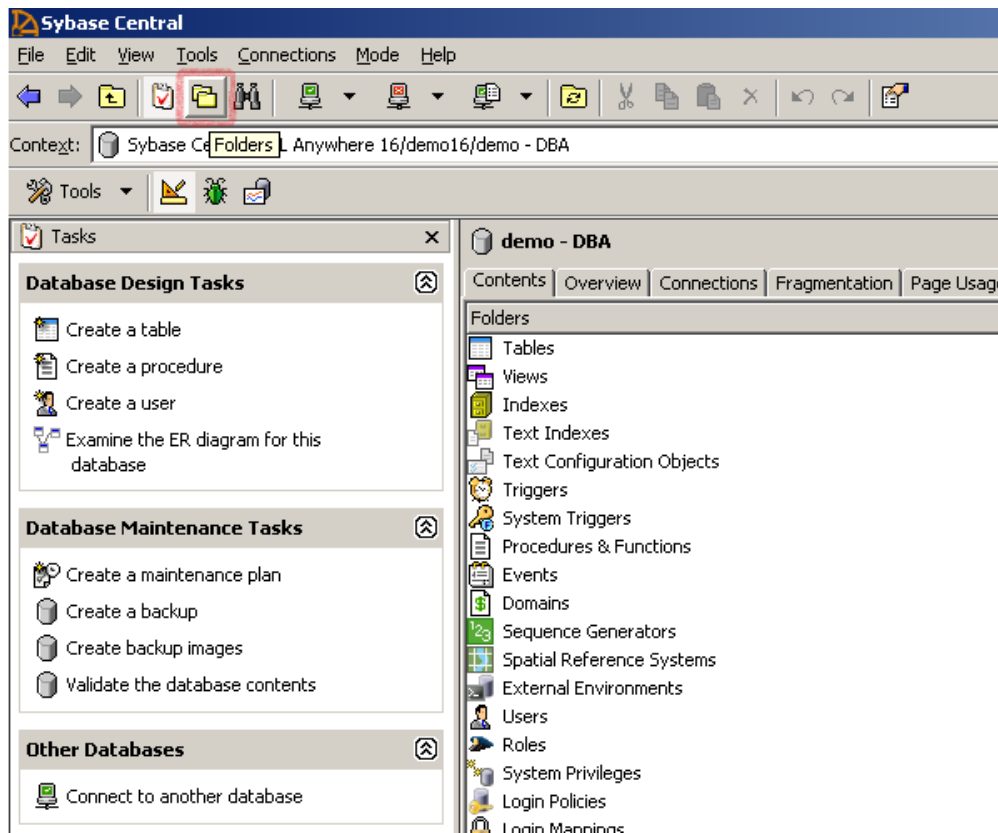 Sybase Central
File Edit View Tools Connections Mode Help
Context: Sybase Ce Folders L Anywhere 16/demo16/demo - DBA
Tools
Tasks
Database Design Tasks
Create a table
Create a procedure
Create a user
Examine the ER diagram for this
database
Database Maintenance Tasks
Create a maintenance plan
Create a backup
Create backup images
Validate the database contents
Other Databases
Connect to another database
demo - DBA
Contents Overview Connections Fragmentation Page Usag
Folders
Tables
Views
Indexes
Text Indexes
Text Configuration Objects
Triggers
System Triggers
Procedures & Functions
Events
Domains
Sequence Generators
Spatial Reference Systems
External Environments
Users
Roles
System Privileges
Login Policies
Login Mappings